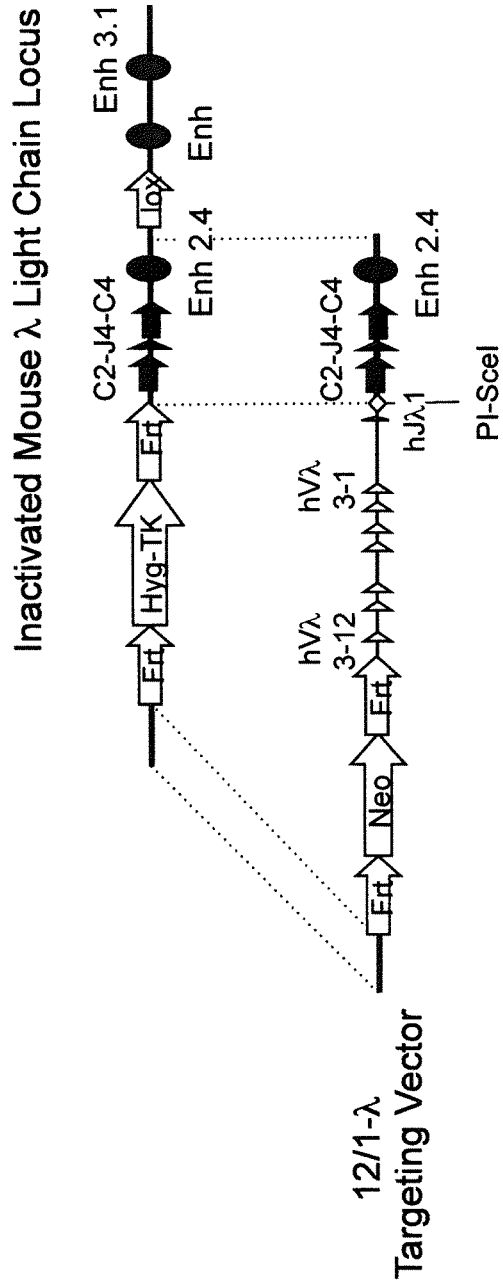 Inactivated Mouse λ Light Chain Locus
Frt
Hyg-TK
Frt
C2-J4-C4
Enh 2.4
lox
Enh
Enh 3.1
12/1-λ
Targeting Vector
Frt
Neo
Frt
hVλ
3-12
hVλ
3-1
hJλ1
PI-SceI
C2-J4-C4
Enh 2.4